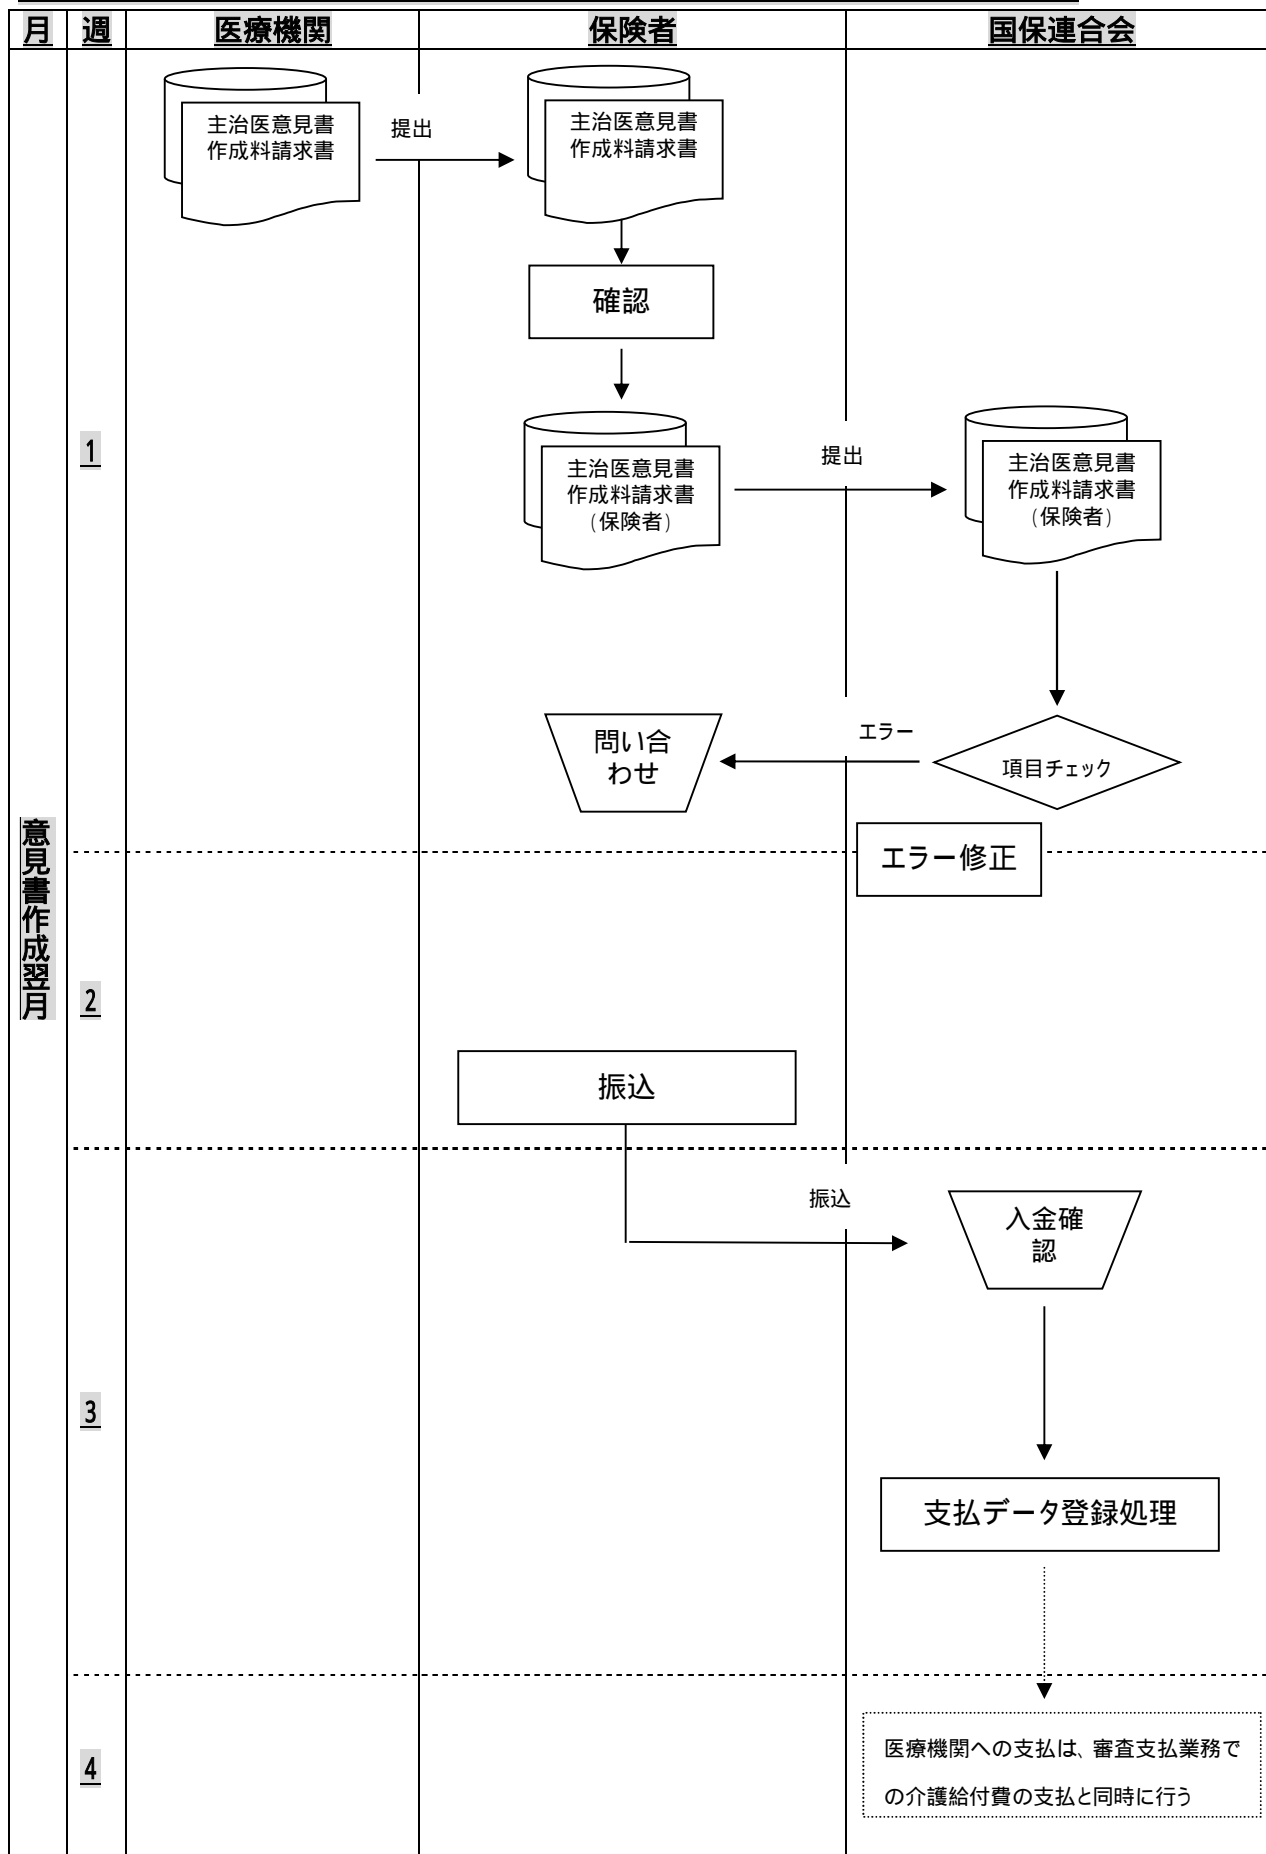 月 週 医療機関 保険者 国保連合会
主治医意見書
作成料請求書
提出
主治医意見書
作成料請求書
確認
1
主治医意見書
作成料請求書
(保険者)
提出
主治医意見書
作成料請求書
(保険者)
問い合
わせ
エラー
項目チェック
意見書作成翌月
エラー修正
2
振込
振込
入金確
認
3
支払データ登録処理
4
医療機関への支払は、審査支払業務で
の介護給付費の支払と同時に行う